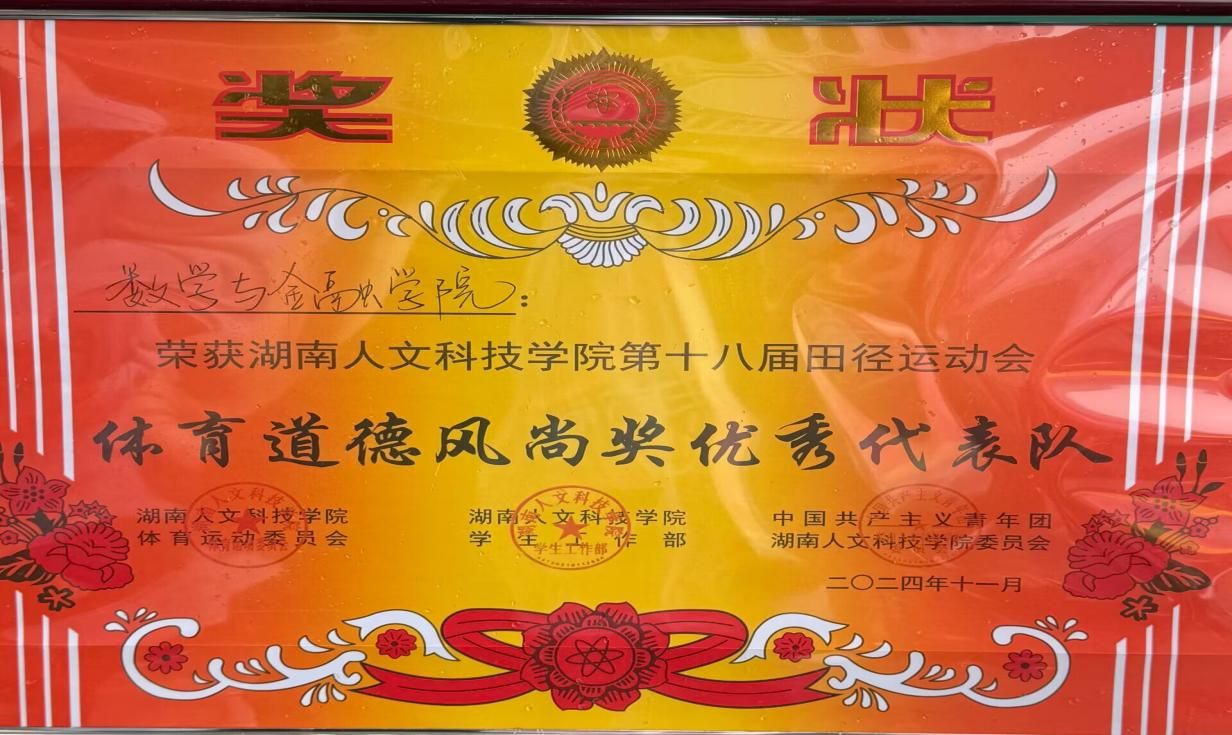 奖状
数学与金融学院：
荣获湖南人文科技学院第十八届田径运动会
体育道德风尚奖优秀代表队
湖南人文科技学院
体育运动委员会
湖南人文科技学院
学生工作部
中国共产主义青年团
湖南人文科技学院委员会
二〇二四年十一月